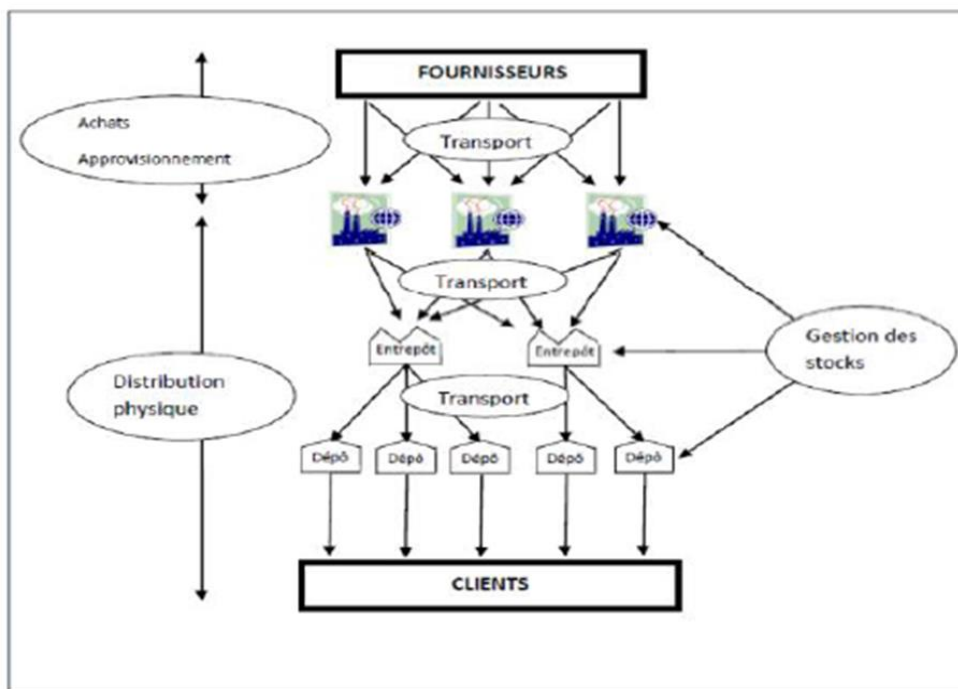 FOURNISSEURS
Achats
Approvisionnement
Transport
Transport
Gestion des
stocks
Entrepôt
Entrepôt
Distribution
physique
Transport
Dépô
Dépô
Dépô
Dépô
Dépô
CLIENTS